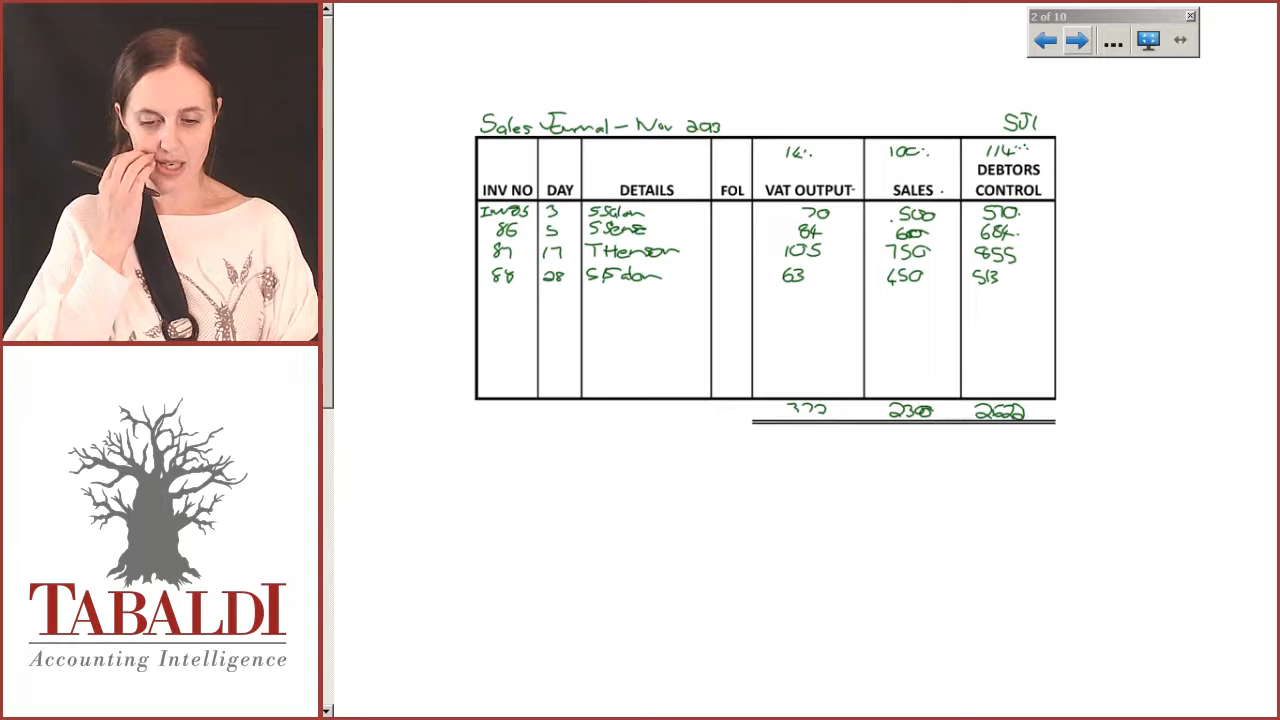 2 of 10
Sales Journal - Nov 2013 SJ1
14% 100% 114%
DEBTORS
INV NO DAY DETAILS FOL VAT OUTPUT SALES CONTROL
Inv85 3 70 500 570
86 5 84 600 684
87 17 T Henson 105 750 855
88 28 63 450 513
322 2300 2622
TABALDI
Accounting Intelligence